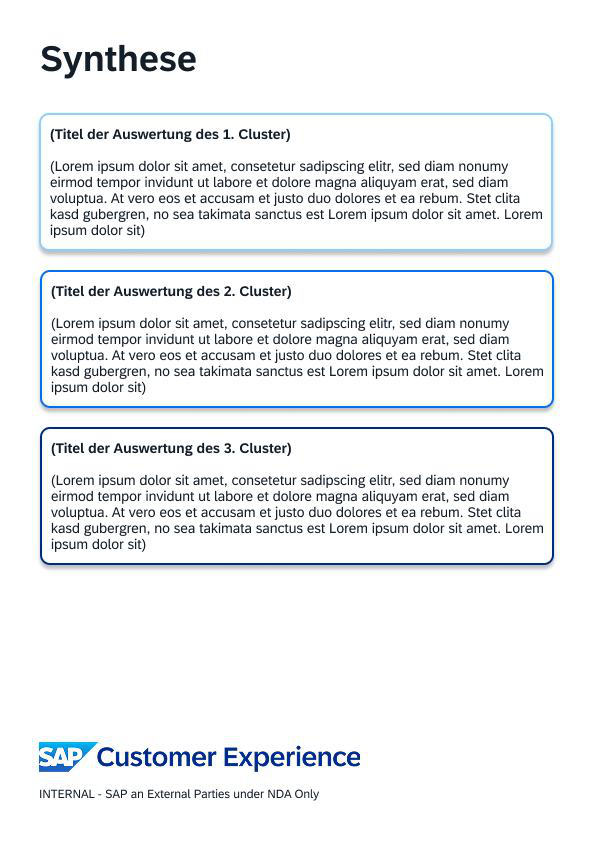 Synthese
(Titel der Auswertung des 1. Cluster)
(Lorem ipsum dolor sit amet, consetetur sadipscing elitr, sed diam nonumy
eirmod tempor invidunt ut labore et dolore magna aliquyam erat, sed diam
voluptua. At vero eos et accusam et justo duo dolores et ea rebum. Stet clita
kasd gubergren, no sea takimata sanctus est Lorem ipsum dolor sit amet. Lorem
ipsum dolor sit)
(Titel der Auswertung des 2. Cluster)
(Lorem ipsum dolor sit amet, consetetur sadipscing elitr, sed diam nonumy
eirmod tempor invidunt ut labore et dolore magna aliquyam erat, sed diam
voluptua. At vero eos et accusam et justo duo dolores et ea rebum. Stet clita
kasd gubergren, no sea takimata sanctus est Lorem ipsum dolor sit amet. Lorem
ipsum dolor sit)
(Titel der Auswertung des 3. Cluster)
(Lorem ipsum dolor sit amet, consetetur sadipscing elitr, sed diam nonumy
eirmod tempor invidunt ut labore et dolore magna aliquyam erat, sed diam
voluptua. At vero eos et accusam et justo duo dolores et ea rebum. Stet clita
kasd gubergren, no sea takimata sanctus est Lorem ipsum dolor sit amet. Lorem
ipsum dolor sit)
SAP Customer Experience
INTERNAL - SAP an External Parties under NDA Only